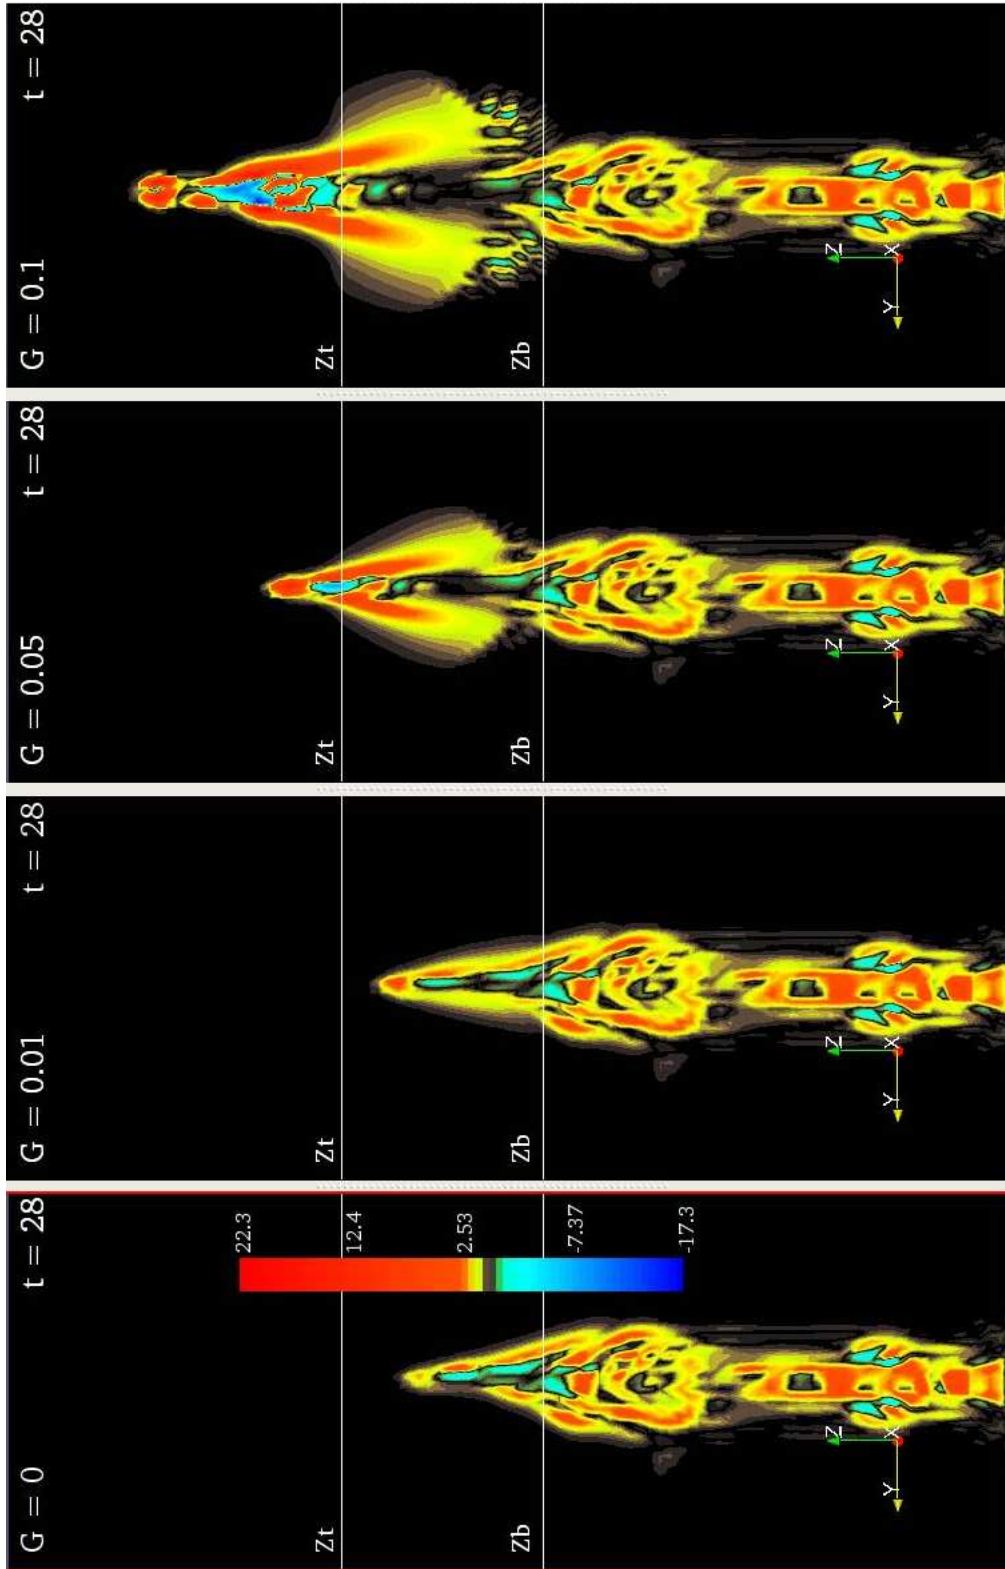 G = 0.1 t = 28
Zt
Zb
Z
X
Y
G = 0.05 t = 28
Zt
Zb
Z
X
Y
G = 0.01 t = 28
Zt
Zb
Z
X
Y
G = 0 t = 28
22.3
12.4
2.53
-7.37
-17.3
Zt
Zb
Z
X
Y